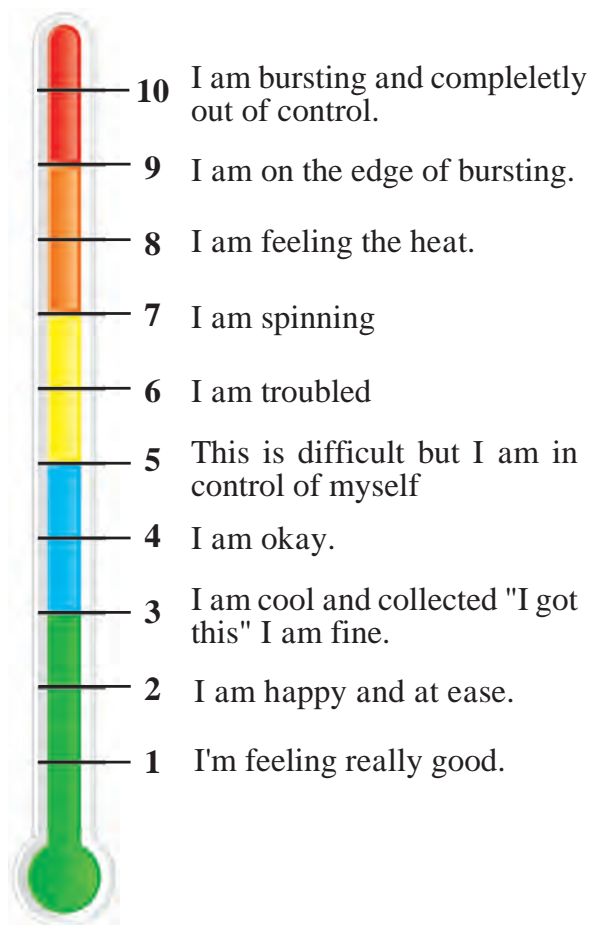 10 I am bursting and compleletly
out of control.
9 I am on the edge of bursting.
8 I am feeling the heat.
7 I am spinning
6 I am troubled
5 This is difficult but I am in
control of myself
4 I am okay.
3 I am cool and collected "I got
this" I am fine.
2 I am happy and at ease.
1 I'm feeling really good.